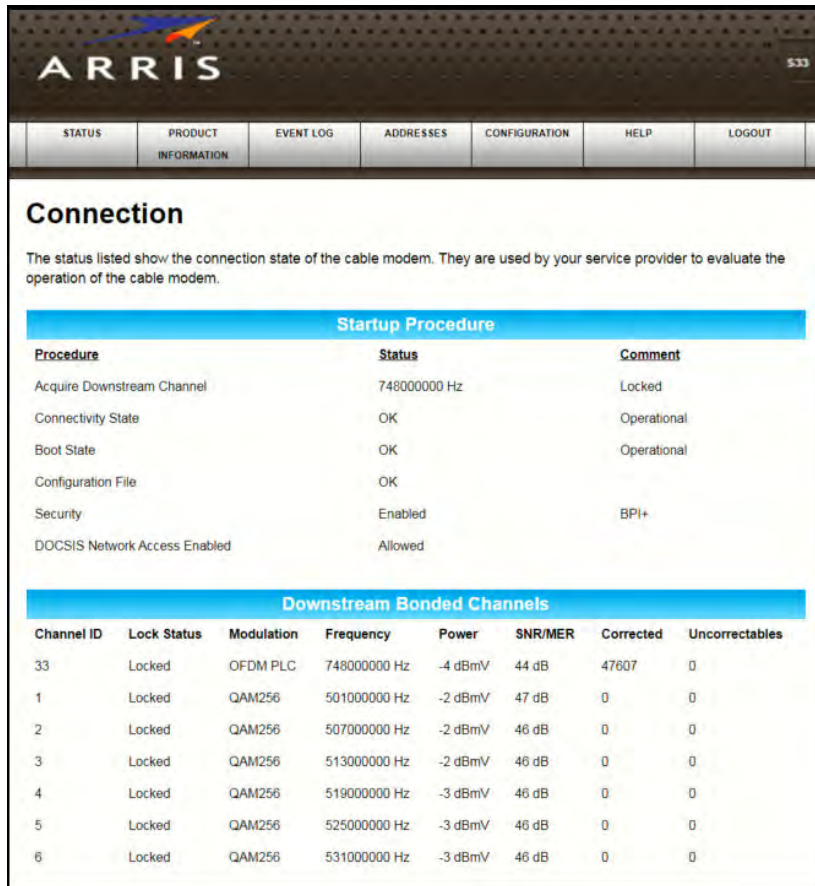 ARRIS
S33
STATUS PRODUCT INFORMATION EVENT LOG ADDRESSES CONFIGURATION HELP LOGOUT
Connection
The status listed show the connection state of the cable modem. They are used by your service provider to evaluate the
operation of the cable modem.
Startup Procedure
Procedure Status Comment
Acquire Downstream Channel 748000000 Hz Locked
Connectivity State OK Operational
Boot State OK Operational
Configuration File OK
Security Enabled BPI+
DOCSIS Network Access Enabled Allowed
Downstream Bonded Channels
Channel ID Lock Status Modulation Frequency Power SNR/MER Corrected Uncorrectables
33 Locked OFDM PLC 748000000 Hz -4 dBmV 44 dB 47607 0
1 Locked QAM256 501000000 Hz -2 dBmV 47 dB 0 0
2 Locked QAM256 507000000 Hz -2 dBmV 46 dB 0 0
3 Locked QAM256 513000000 Hz -2 dBmV 46 dB 0 0
4 Locked QAM256 519000000 Hz -3 dBmV 46 dB 0 0
5 Locked QAM256 525000000 Hz -3 dBmV 46 dB 0 0
6 Locked QAM256 531000000 Hz -3 dBmV 46 dB 0 0